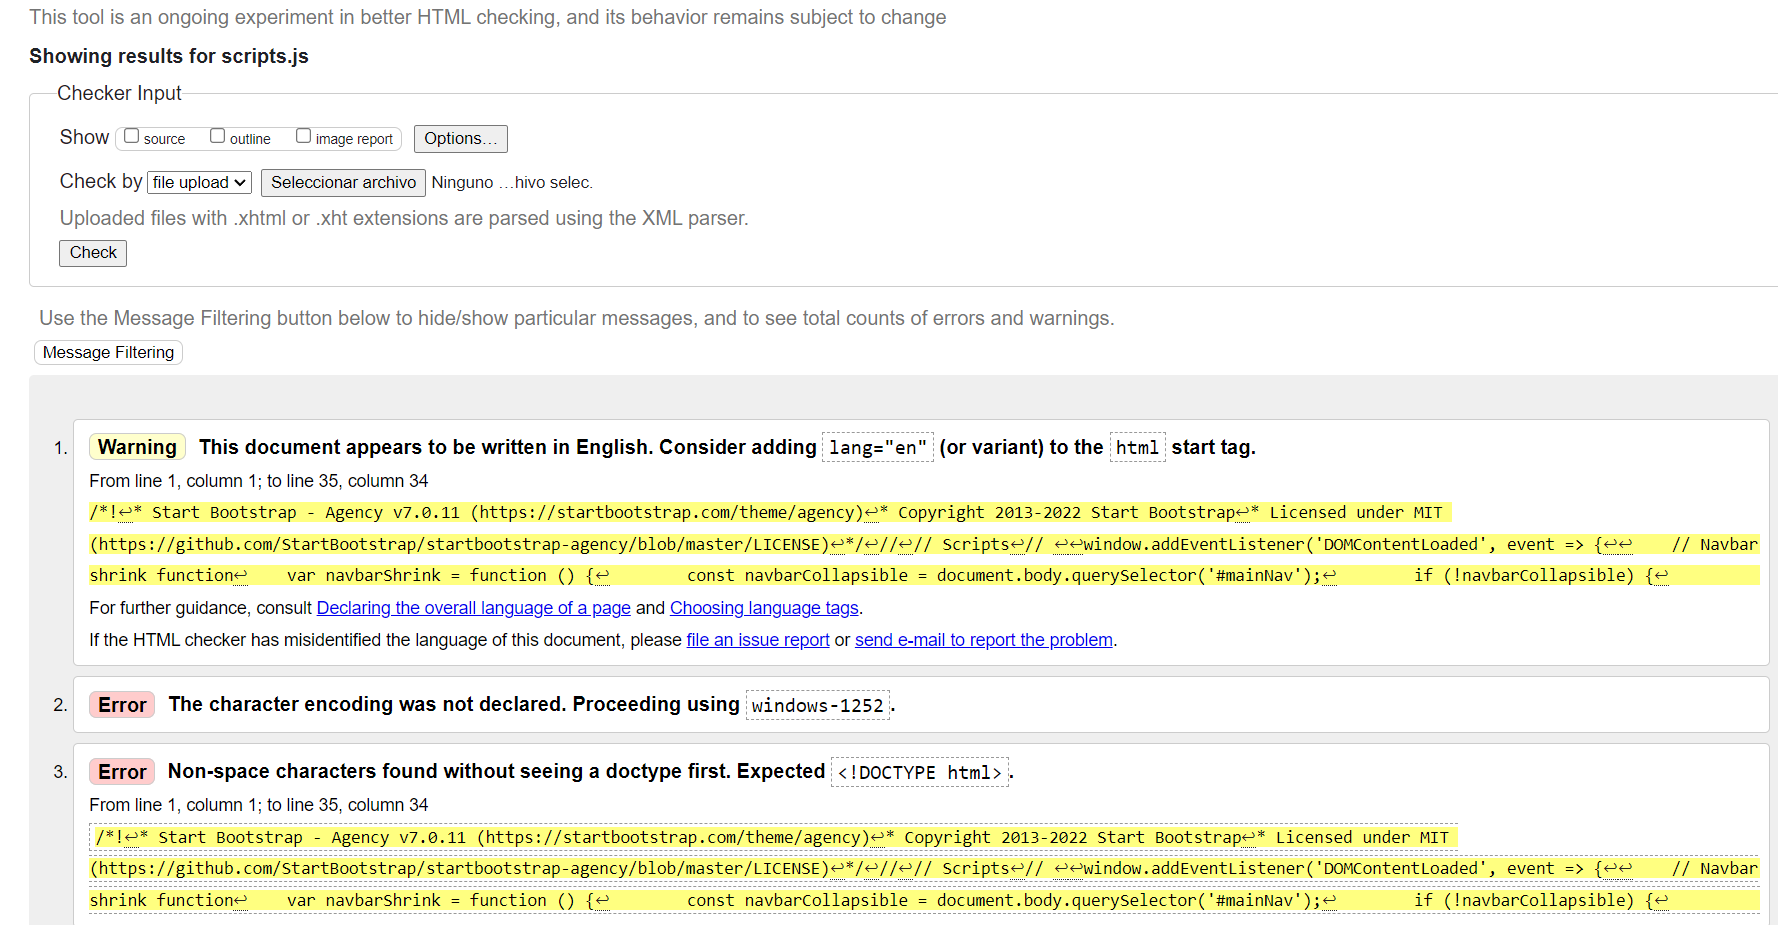 This tool is an ongoing experiment in better HTML checking, and its behavior remains subject to change
Showing results for scripts.js
Checker Input
Show source outline image report Options...
Check by file upload Seleccionar archivo Ninguno …hivo selec.
Uploaded files with .xhtml or .xht extensions are parsed using the XML parser.
Check
Use the Message Filtering button below to hide/show particular messages, and to see total counts of errors and warnings.
Message Filtering
1. Warning This document appears to be written in English. Consider adding lang="en" (or variant) to the html start tag.
From line 1, column 1; to line 35, column 34
/*!↩* Start Bootstrap - Agency v7.0.11 (https://startbootstrap.com/theme/agency)↩* Copyright 2013-2022 Start Bootstrap↩* Licensed under MIT
(https://github.com/StartBootstrap/startbootstrap-agency/blob/master/LICENSE)↩*/↩//↩// Scripts↩// ↩↩window.addEventListener('DOMContentLoaded', event => {↩↩    // Navbar
shrink function↩    var navbarShrink = function () {↩        const navbarCollapsible = document.body.querySelector('#mainNav');↩        if (!navbarCollapsible) {↩
For further guidance, consult Declaring the overall language of a page and Choosing language tags.
If the HTML checker has misidentified the language of this document, please file an issue report or send e-mail to report the problem.
2. Error The character encoding was not declared. Proceeding using windows-1252.
3. Error Non-space characters found without seeing a doctype first. Expected <!DOCTYPE html>.
From line 1, column 1; to line 35, column 34
/*!↩* Start Bootstrap - Agency v7.0.11 (https://startbootstrap.com/theme/agency)↩* Copyright 2013-2022 Start Bootstrap↩* Licensed under MIT
(https://github.com/StartBootstrap/startbootstrap-agency/blob/master/LICENSE)↩*/↩//↩// Scripts↩// ↩↩window.addEventListener('DOMContentLoaded', event => {↩↩    // Navbar
shrink function↩    var navbarShrink = function () {↩        const navbarCollapsible = document.body.querySelector('#mainNav');↩        if (!navbarCollapsible) {↩